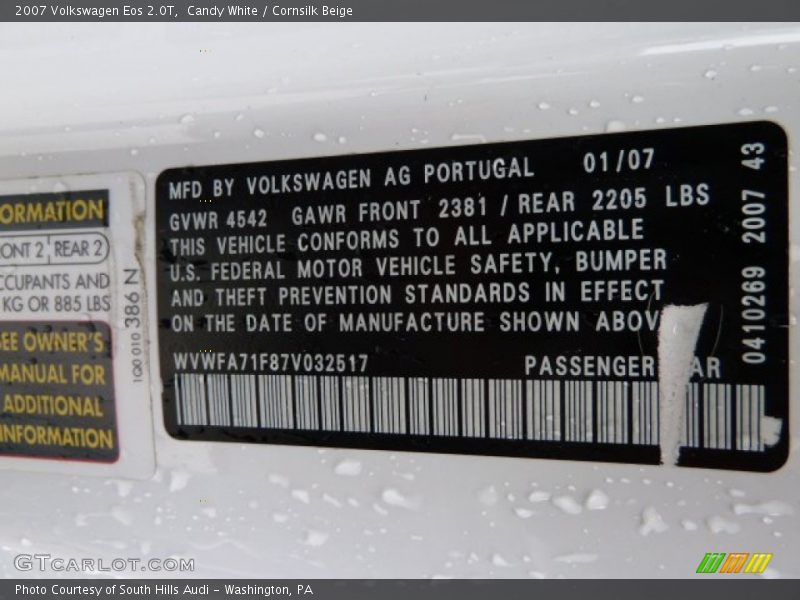 2007 Volkswagen Eos 2.0T, Candy White / Cornsilk Beige
ORMATION
ONT 2 REAR 2
CCUPANTS AND
KG OR 885 LBS
SEE OWNER'S
MANUAL FOR
ADDITIONAL
INFORMATION
1Q0 010 386 N
MFD BY VOLKSWAGEN AG PORTUGAL 01/07
GVWR 4542 GAWR FRONT 2381 / REAR 2205 LBS
THIS VEHICLE CONFORMS TO ALL APPLICABLE
U.S. FEDERAL MOTOR VEHICLE SAFETY, BUMPER
AND THEFT PREVENTION STANDARDS IN EFFECT
ON THE DATE OF MANUFACTURE SHOWN ABOV
WVWFA71F87V032517 PASSENGER AR
0410269 2007 43
GTCARLOT.COM
Photo Courtesy of South Hills Audi - Washington, PA